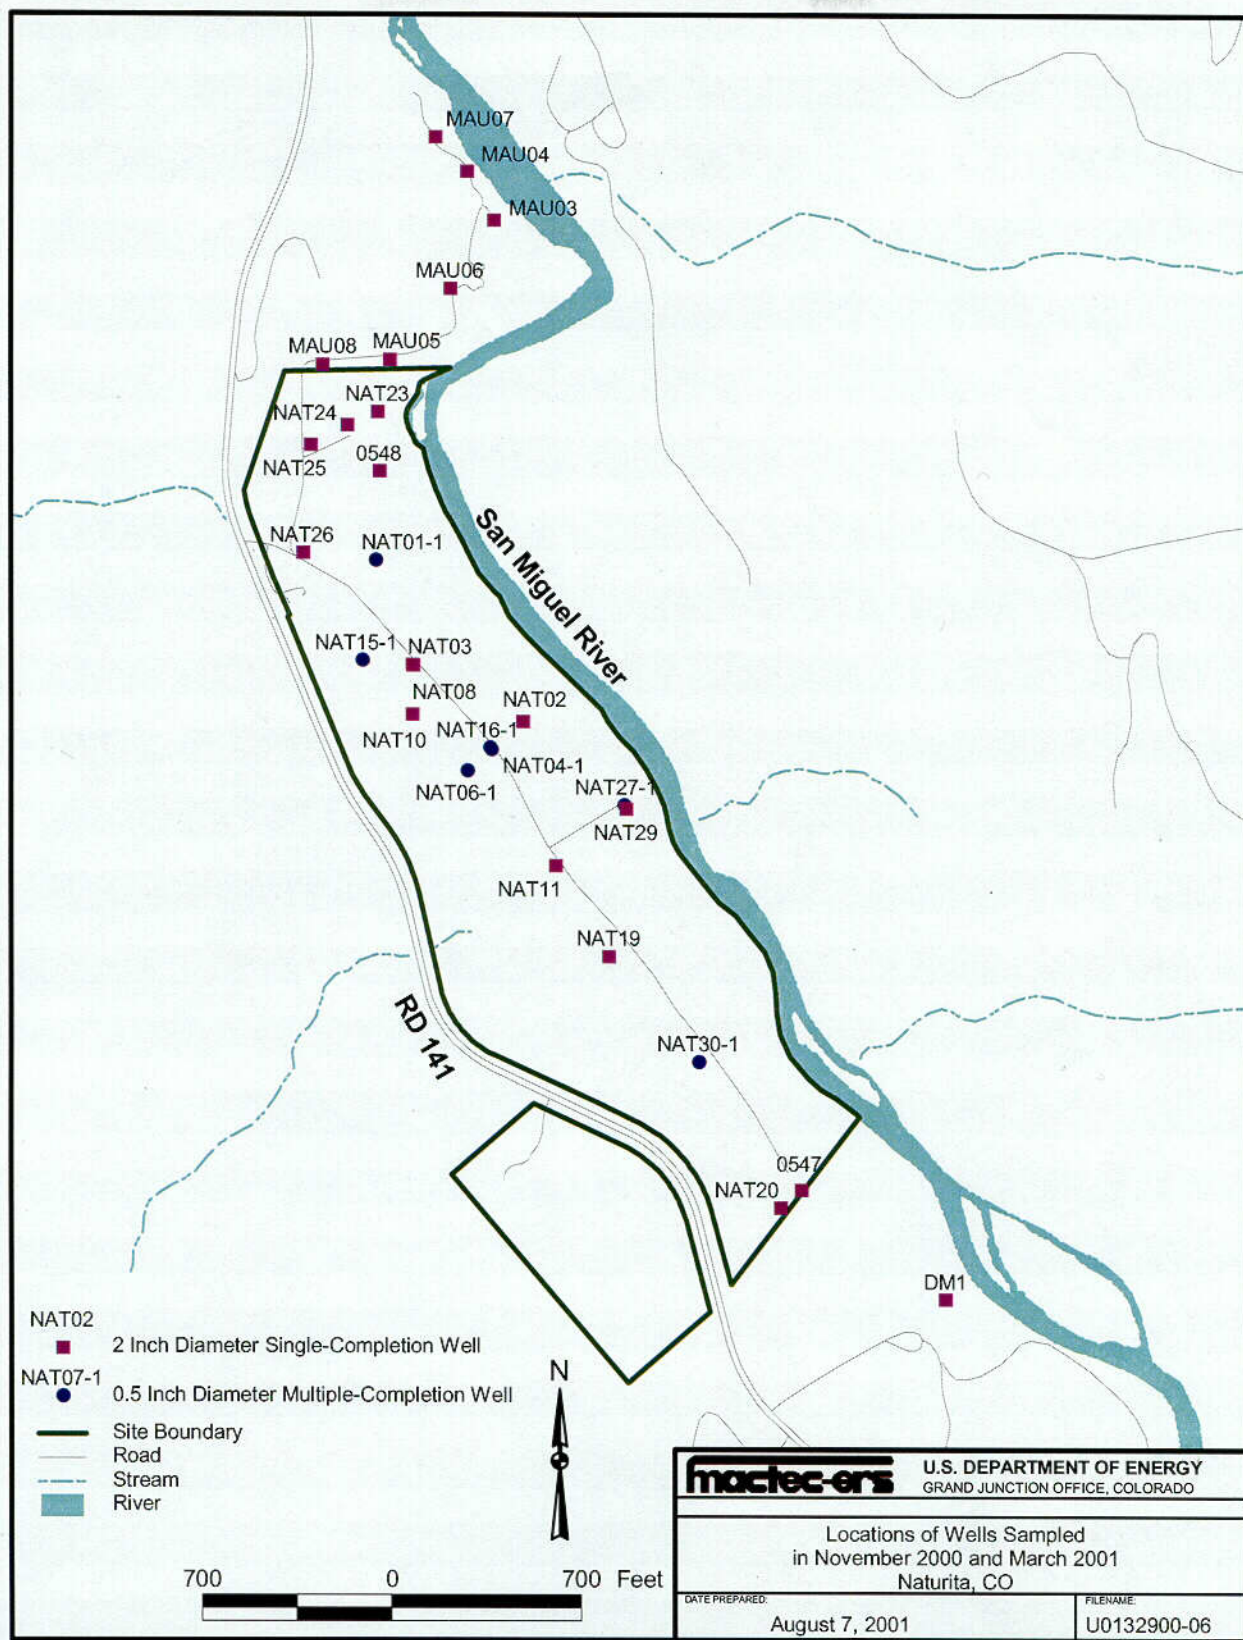 MAU07
MAU04
MAU03
MAU06
MAU08
MAU05
NAT23
NAT24
NAT25
0548
NAT26
NAT01-1
San Miguel River
NAT15-1
NAT03
NAT08
NAT02
NAT10
NAT16-1
NAT04-1
NAT06-1
NAT27-1
NAT29
NAT11
NAT19
RD 141
NAT30-1
0547
NAT20
DM1
NAT02
2 Inch Diameter Single-Completion Well
NAT07-1
0.5 Inch Diameter Multiple-Completion Well
Site Boundary
Road
Stream
River
N
700 0 700 Feet
mactec-ers
U.S. DEPARTMENT OF ENERGY
GRAND JUNCTION OFFICE, COLORADO
Locations of Wells Sampled
in November 2000 and March 2001
Naturita, CO
DATE PREPARED:
August 7, 2001
FILENAME:
U0132900-06